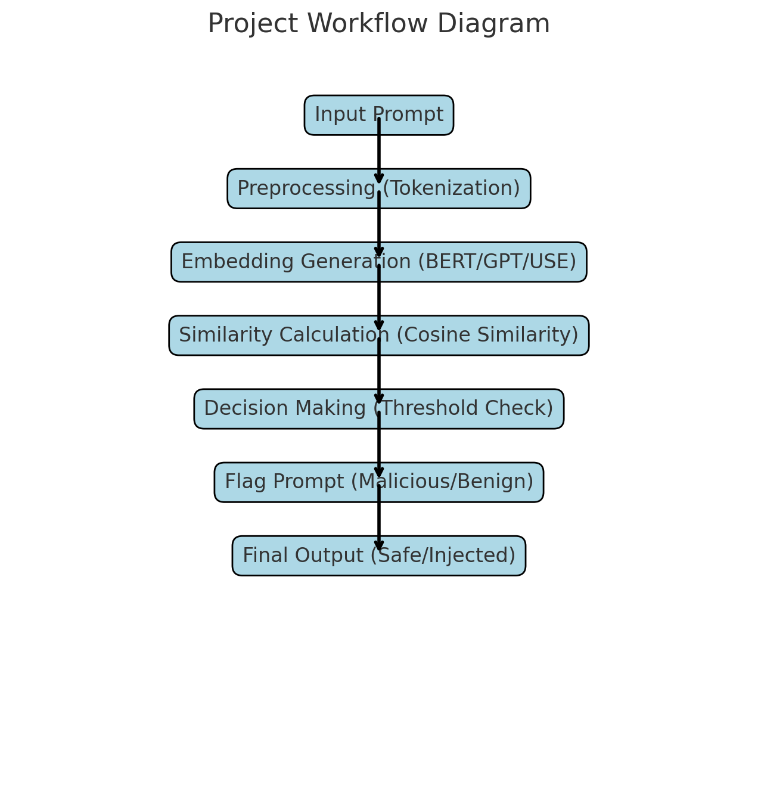 Project Workflow Diagram
Input Prompt
Preprocessing (Tokenization)
Embedding Generation (BERT/GPT/USE)
Similarity Calculation (Cosine Similarity)
Decision Making (Threshold Check)
Flag Prompt (Malicious/Benign)
Final Output (Safe/Injected)